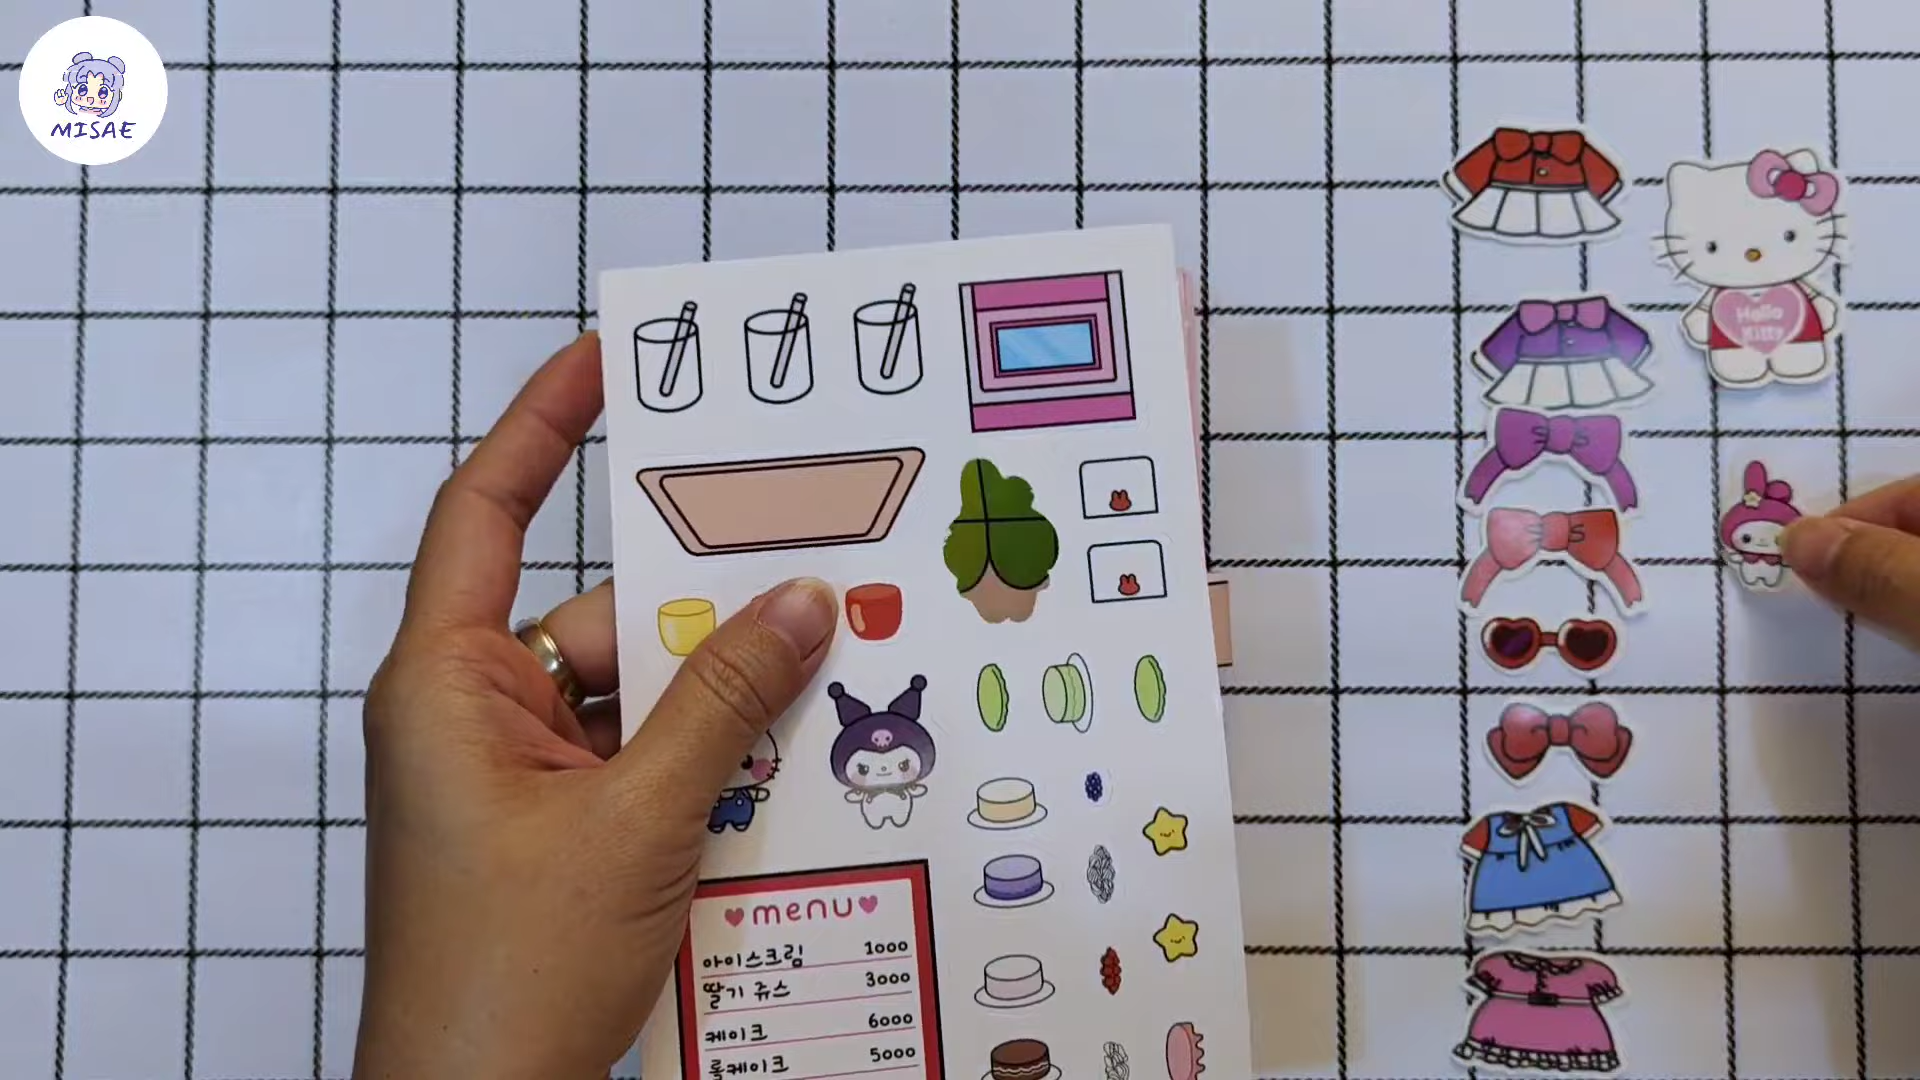 MISAE
Hello
Kitty
menu
아이스크림 1000
딸기 쥬스 3000
케이크 6000
롤케이크 5000